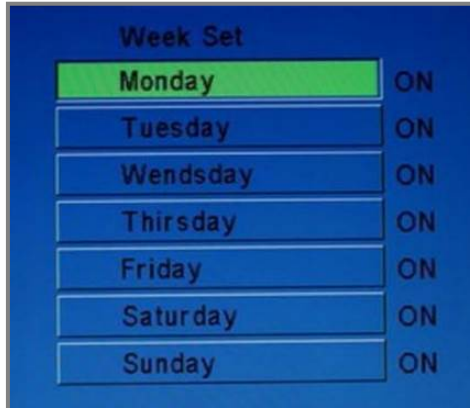 Week Set
Monday ON
Tuesday ON
Wendsday ON
Thirsday ON
Friday ON
Saturday ON
Sunday ON